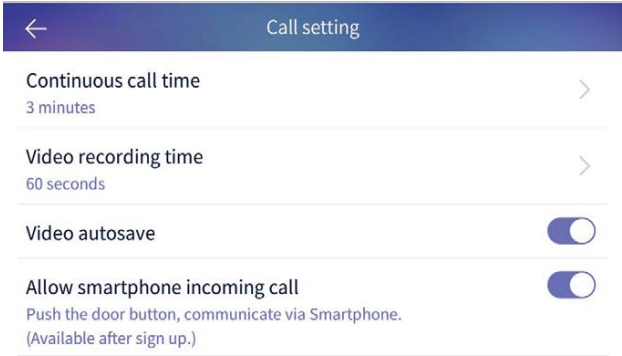 Call setting
Continuous call time
3 minutes
Video recording time
60 seconds
Video autosave
Allow smartphone incoming call
Push the door button, communicate via Smartphone.
(Available after sign up.)